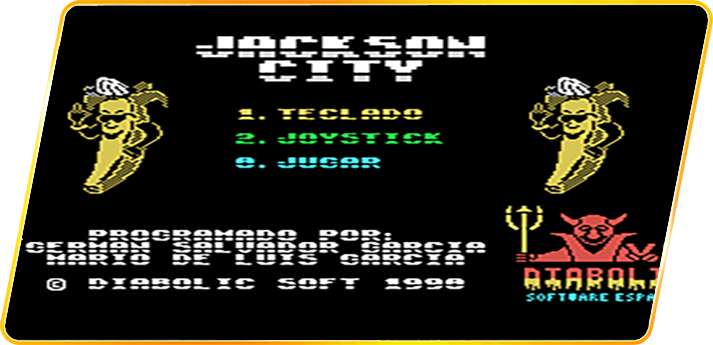 JACKSON
CITY
1. TECLADO
2. JOYSTICK
0. JUGAR
PROGRAMADO POR:
GERMAN SALVADOR GARCIA
MARIO DE LUIS GARCIA
© DIABOLIC SOFT 1990
DIABOLI
SOFTWARE ESPA